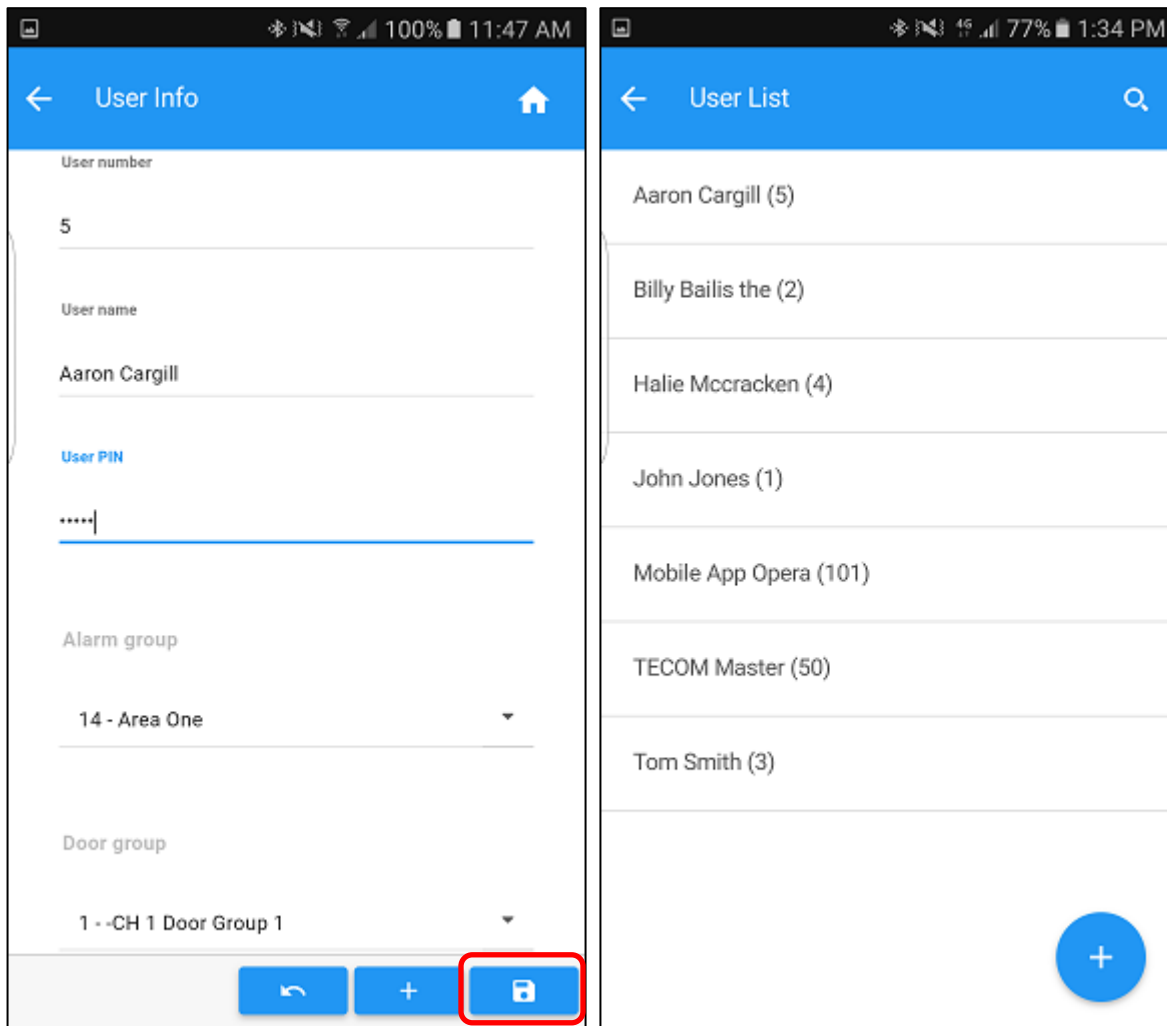 100% 11:47 AM
User Info
User number
5
User name
Aaron Cargill
User PIN
•••••
Alarm group
14 - Area One
Door group
1 - -CH 1 Door Group 1
+
4G 77% 1:34 PM
User List
Aaron Cargill (5)
Billy Bailis the (2)
Halie Mccracken (4)
John Jones (1)
Mobile App Opera (101)
TECOM Master (50)
Tom Smith (3)
+